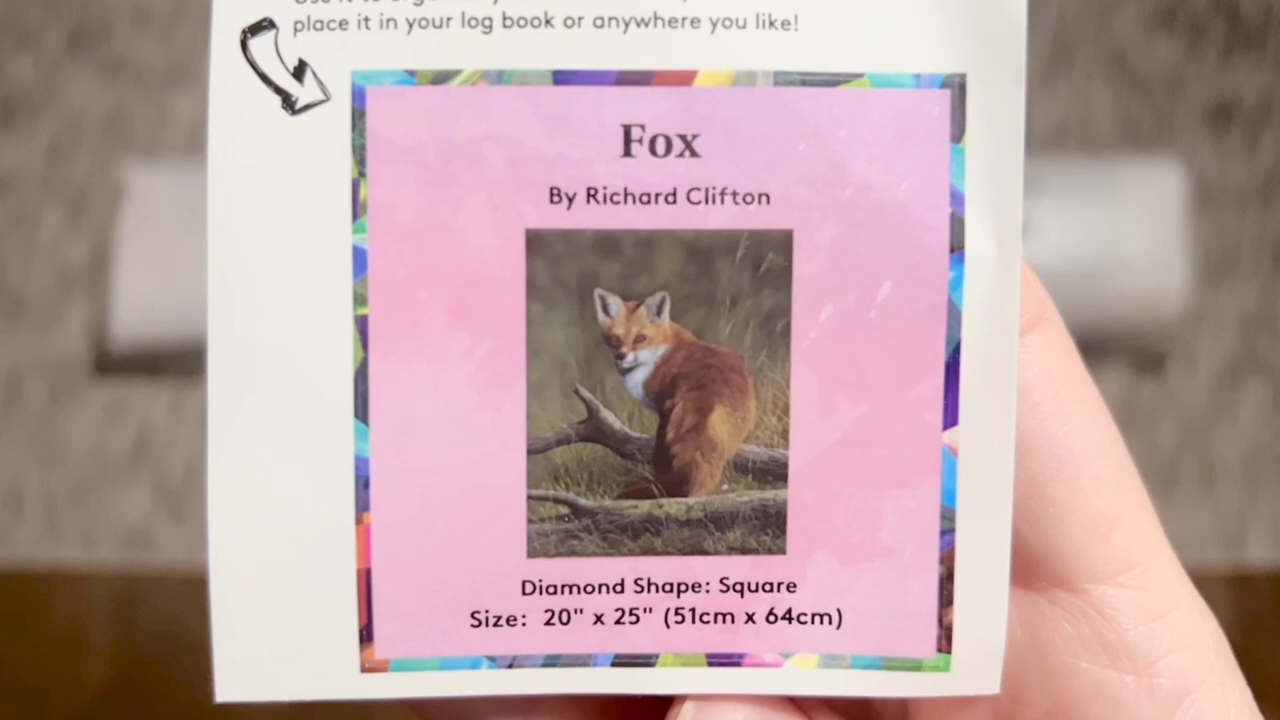 place it in your log book or anywhere you like!
Fox
By Richard Clifton
Diamond Shape: Square
Size: 20" x 25" (51cm x 64cm)